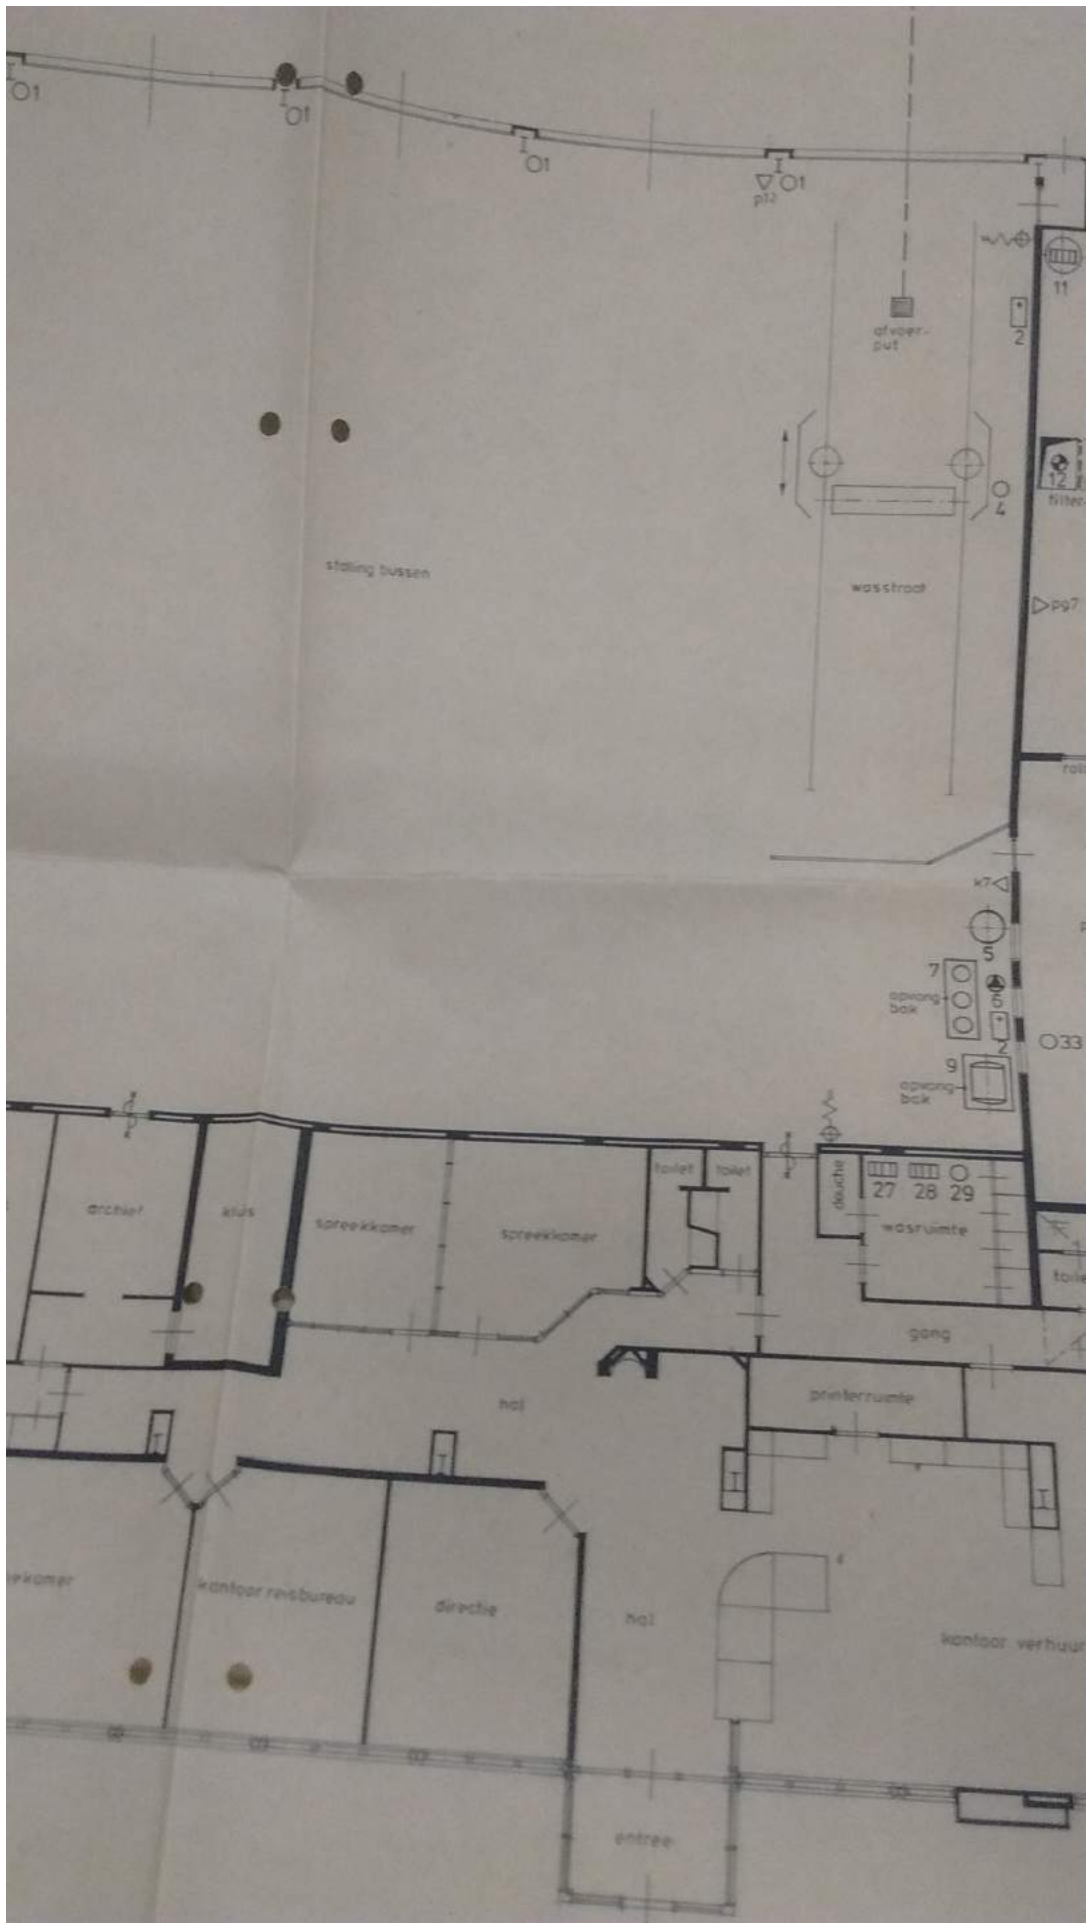 O1
O1
O1
O1
p12
11
afvoer-
put
2
12
filter-
4
stalling bussen
wasstraat
pg7
k7
5
7
6
opvang
bak
2
33
9
opvang-
bak
toilet
toilet
douche
27
28
29
archief
kluis
spreekkamer
spreekkamer
wasruimte
gang
printerruimte
hal
kantoor reisbureau
directie
hal
kantoor verhuur
entree